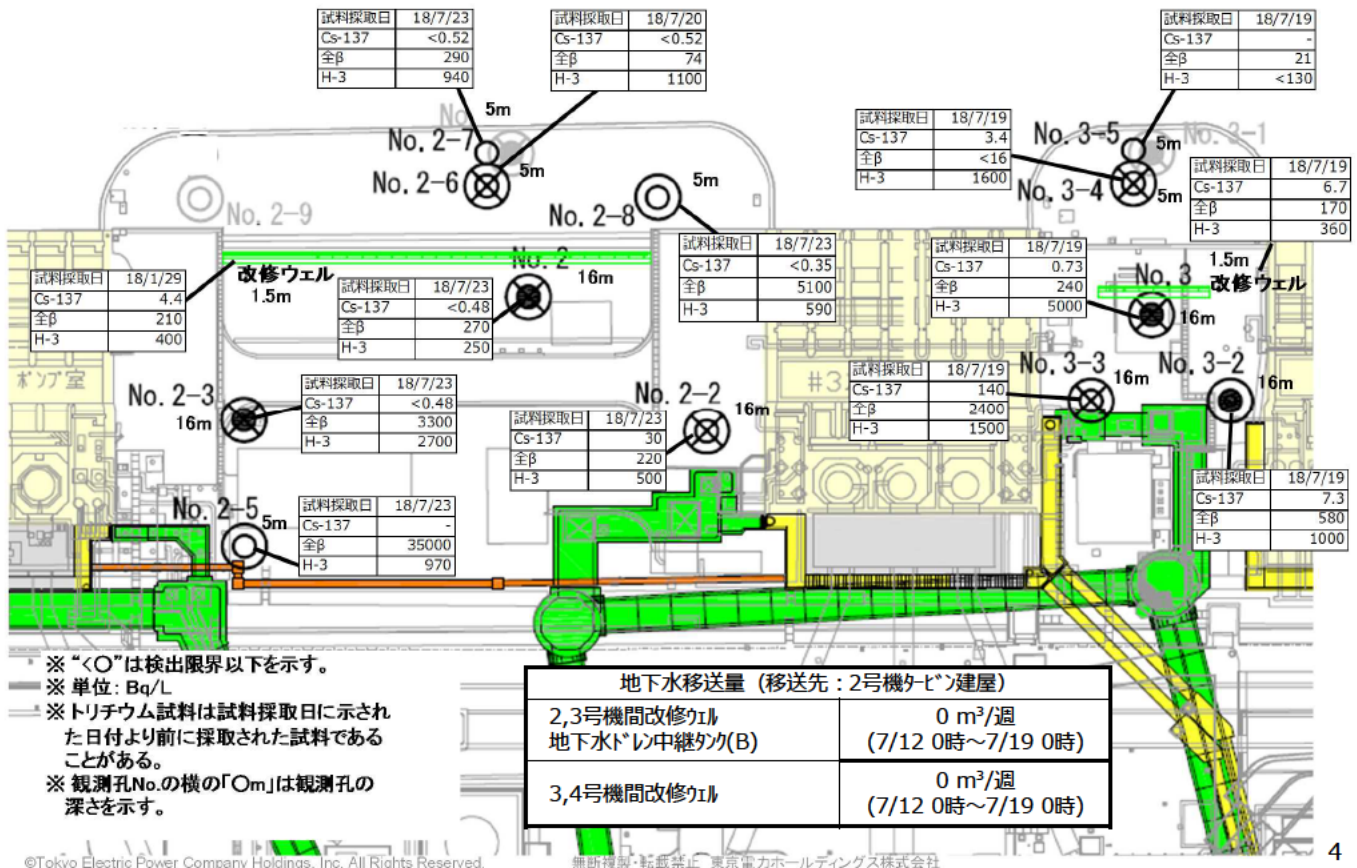 試料採取日 18/7/23
Cs-137 <0.52
全β 290
H-3 940
試料採取日 18/7/20
Cs-137 <0.52
全β 74
H-3 1100
試料採取日 18/7/19
Cs-137 -
全β 21
H-3 <130
試料採取日 18/7/19
Cs-137 3.4
全β <16
H-3 1600
No. 2-7 5m
No. 2-6 5m
No. 2-9
No. 2-8 5m
No. 3-5 5m
No. 3-1
No. 3-4 5m
試料採取日 18/7/19
Cs-137 6.7
全β 170
H-3 360
1.5m
改修ウェル
試料採取日 18/1/29
Cs-137 4.4
全β 210
H-3 400
改修ウェル
1.5m
No. 2
16m
試料採取日 18/7/23
Cs-137 <0.48
全β 270
H-3 250
試料採取日 18/7/23
Cs-137 <0.35
全β 5100
H-3 590
試料採取日 18/7/19
Cs-137 0.73
全β 240
H-3 5000
No. 3
16m
ポンプ室
No. 2-3
16m
試料採取日 18/7/23
Cs-137 <0.48
全β 3300
H-3 2700
No. 2-2
16m
試料採取日 18/7/23
Cs-137 30
全β 220
H-3 500
#3
試料採取日 18/7/19
Cs-137 140
全β 2400
H-3 1500
No. 3-3
16m
No. 3-2
16m
試料採取日 18/7/19
Cs-137 7.3
全β 580
H-3 1000
No. 2-5
5m
試料採取日 18/7/23
Cs-137 -
全β 35000
H-3 970
※ “<〇”は検出限界以下を示す。
※ 単位: Bq/L
※ トリチウム試料は試料採取日に示され
た日付より前に採取された試料である
ことがある。
※ 観測孔No.の横の「〇m」は観測孔の
深さを示す。
地下水移送量 (移送先：2号機ﾀｰﾋﾞﾝ建屋)
2,3号機間改修ｳｪﾙ
地下水ﾄﾞﾚﾝ中継ﾀﾝｸ(B)
0 m³/週
(7/12 0時～7/19 0時)
3,4号機間改修ｳｪﾙ
0 m³/週
(7/12 0時～7/19 0時)
©Tokyo Electric Power Company Holdings, Inc. All Rights Reserved.
無断複製・転載禁止 東京電力ホールディングス株式会社
4